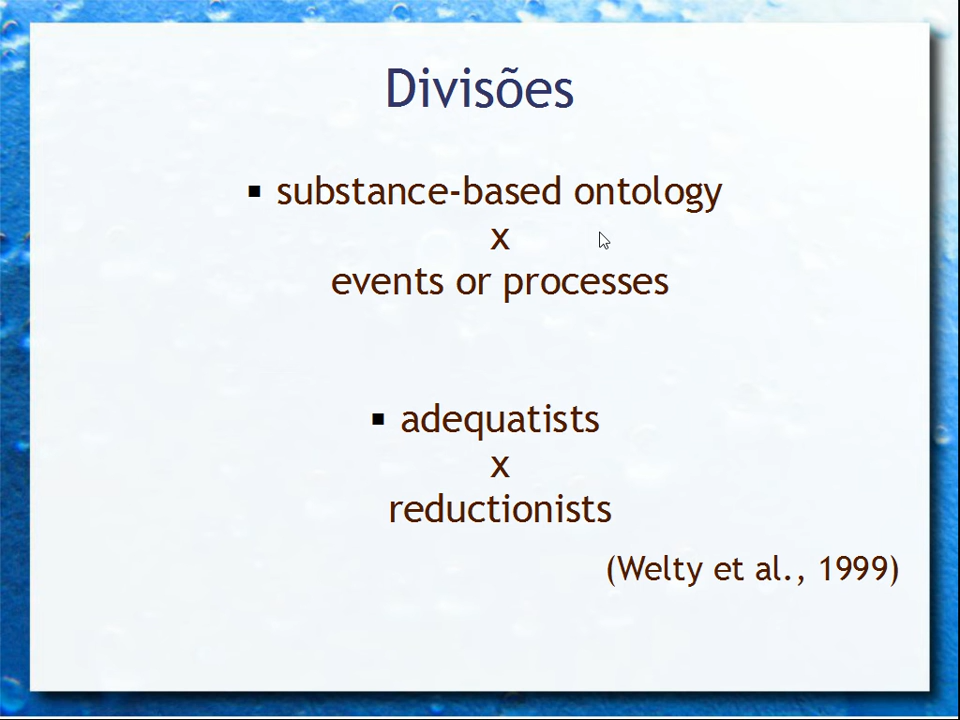 Divisões
▪ substance-based ontology
x
events or processes
▪ adequatists
x
reductionists
(Welty et al., 1999)